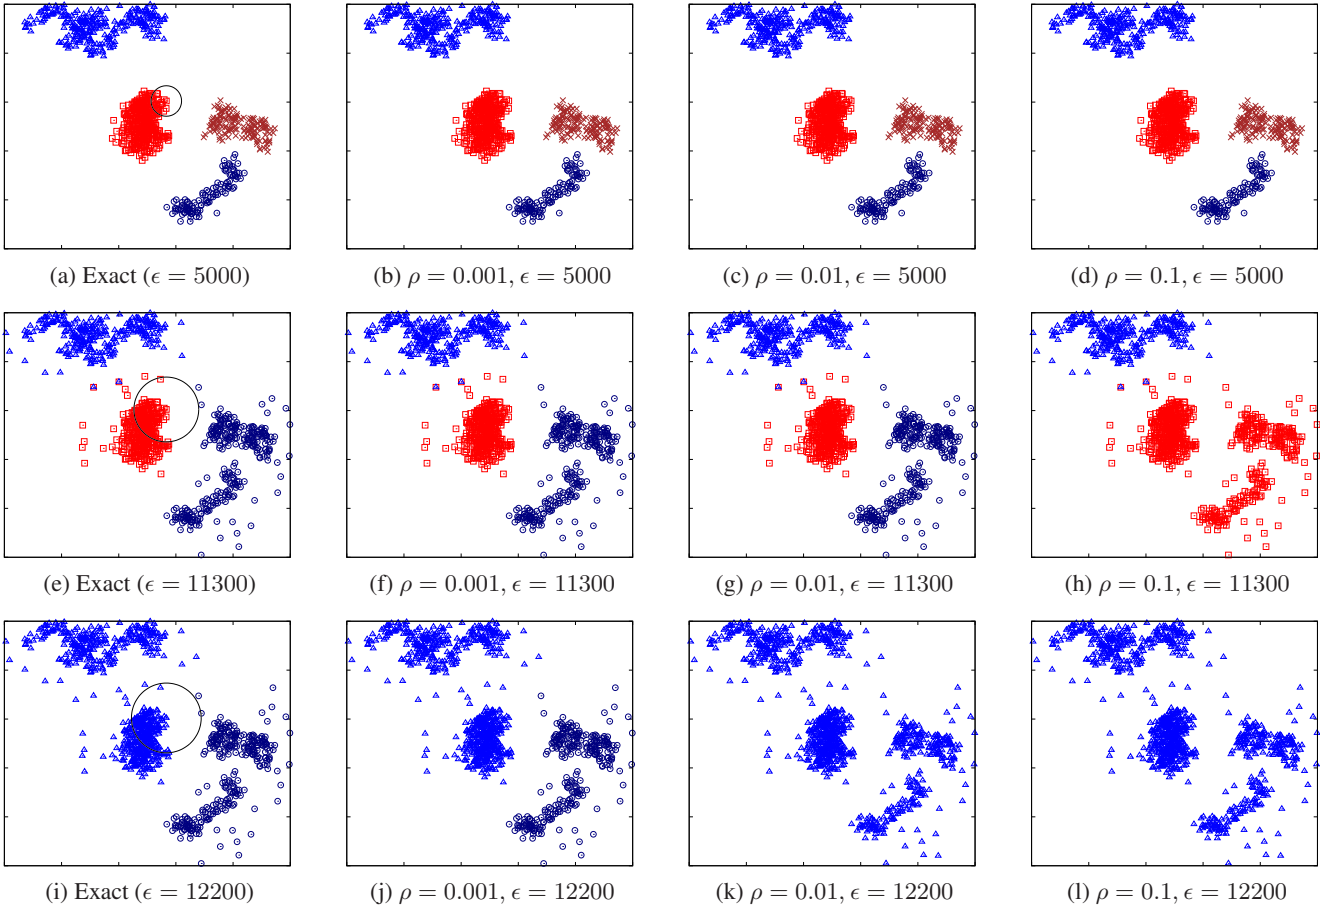 (a) Exact (ϵ = 5000)
(b) ρ = 0.001, ϵ = 5000
(c) ρ = 0.01, ϵ = 5000
(d) ρ = 0.1, ϵ = 5000
(e) Exact (ϵ = 11300)
(f) ρ = 0.001, ϵ = 11300
(g) ρ = 0.01, ϵ = 11300
(h) ρ = 0.1, ϵ = 11300
(i) Exact (ϵ = 12200)
(j) ρ = 0.001, ϵ = 12200
(k) ρ = 0.01, ϵ = 12200
(l) ρ = 0.1, ϵ = 12200